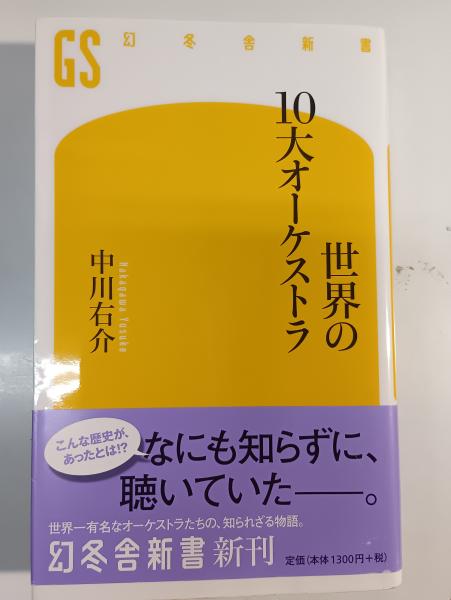 GS
幻冬舎新書
世界の
10大オーケストラ
中川右介
Nakagawa Yusuke
こんな歴史が、
あったとは!?
なにも知らずに、
聴いていた――。
世界一有名なオーケストラたちの、知られざる物語。
幻冬舎新書 新刊
定価(本体1300円+税)